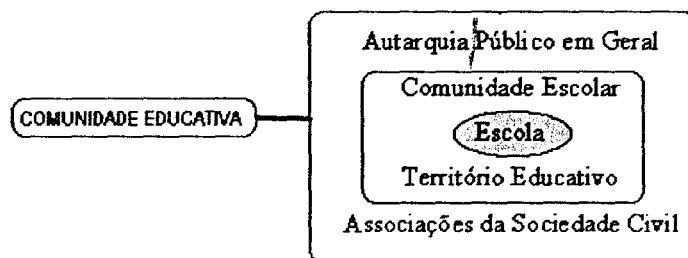 Autarquia Público em Geral
Comunidade Escolar
COMUNIDADE EDUCATIVA
Escola
Território Educativo
Associações da Sociedade Civil